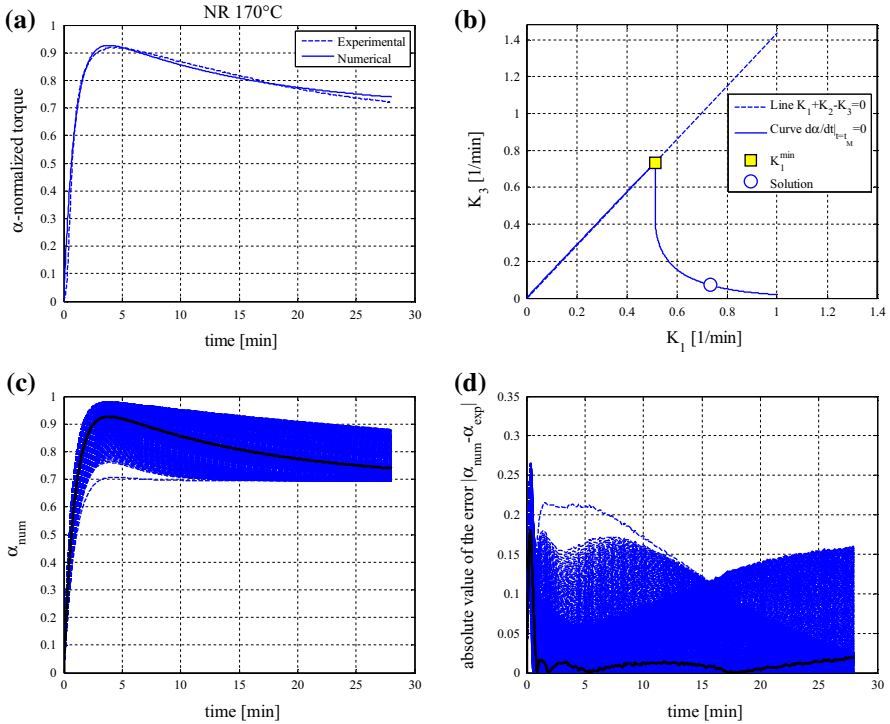 (a)
NR 170°C
α-normalized torque
1
0.9
0.8
0.7
0.6
0.5
0.4
0.3
0.2
0.1
0
0 5 10 15 20 25 30
time [min]
Experimental
Numerical
(b)
K3 [1/min]
1.4
1.2
1
0.8
0.6
0.4
0.2
0
0 0.2 0.4 0.6 0.8 1 1.2 1.4
K1 [1/min]
Line K1+K2-K3=0
Curve dα/dt|t=tM=0
K1min
Solution
(c)
αnum
1
0.9
0.8
0.7
0.6
0.5
0.4
0.3
0.2
0.1
0
0 5 10 15 20 25 30
time [min]
(d)
absolute value of the error |αnum-αexp|
0.35
0.3
0.25
0.2
0.15
0.1
0.05
0
0 5 10 15 20 25 30
time [min]